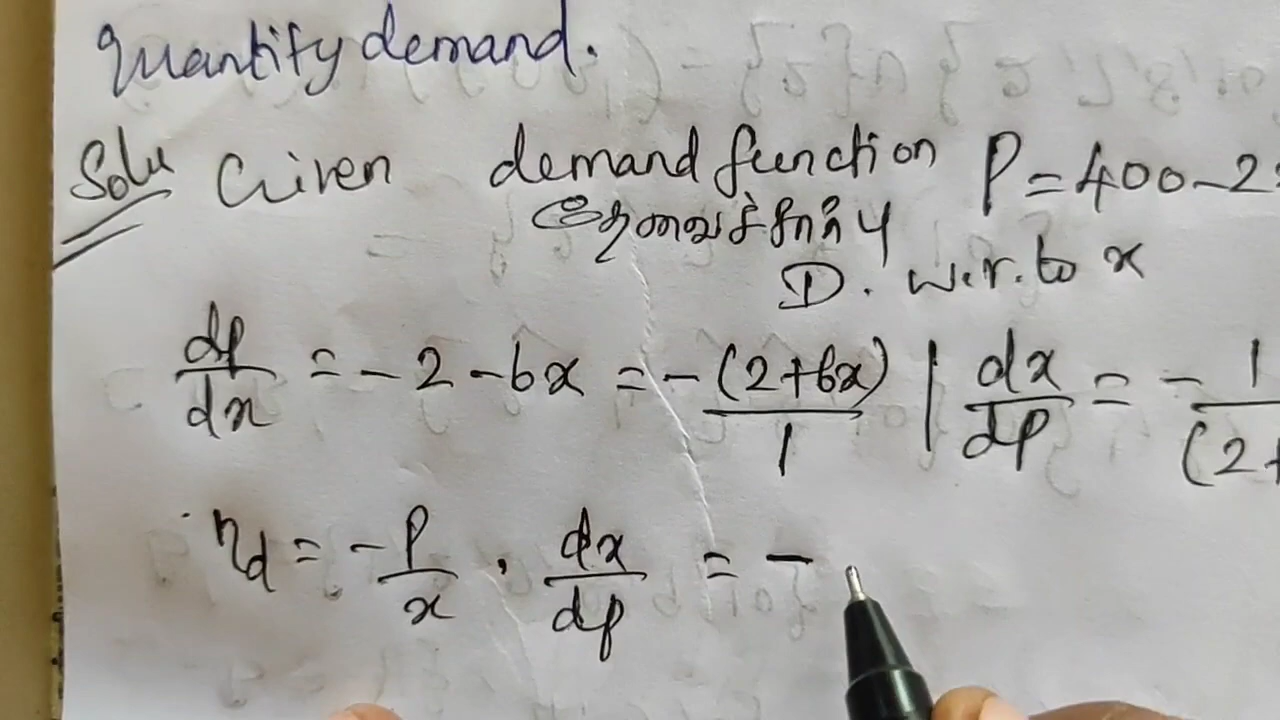 quantity demand.
Solu Given demand function P = 400 - 2
தேவைச்சார்பு
D. w.r. to x
dp/dx = -2 - 6x = -(2+6x)/1 | dx/dp = - 1/(2+
ηd = - p/x . dx/dp = -